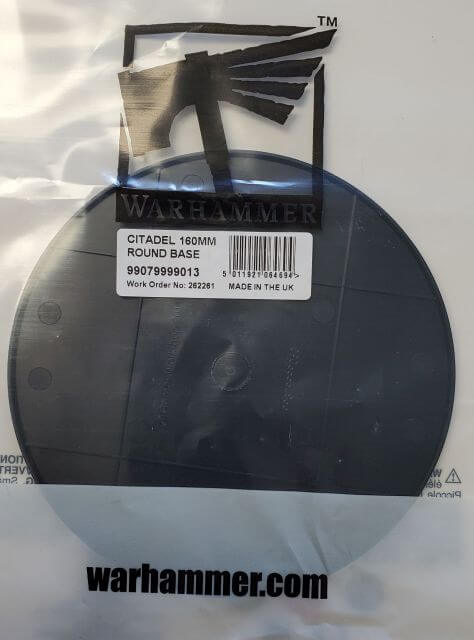 TM
WARHAMMER
CITADEL 160MM
ROUND BASE
99079999013
Work Order No: 262261
5 011921 064694 >
MADE IN THE UK
warhammer.com